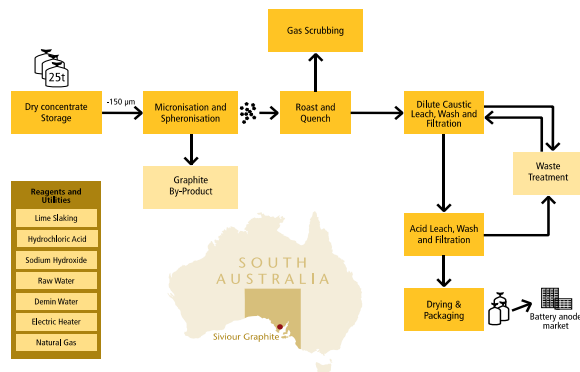 Gas Scrubbing
25t
-150 µm
Dry concentrate
Storage
Micronisation and
Spheronisation
Roast and
Quench
Dilute Caustic
Leach, Wash and
Filtration
Graphite
By-Product
Waste
Treatment
Reagents and
Utilities
Lime Slaking
Hydrochloric Acid
Sodium Hydroxide
Raw Water
Demin Water
Electric Heater
Natural Gas
SOUTH
AUSTRALIA
Siviour Graphite
Acid Leach, Wash
and Filtration
Drying &
Packaging
Battery anode
market